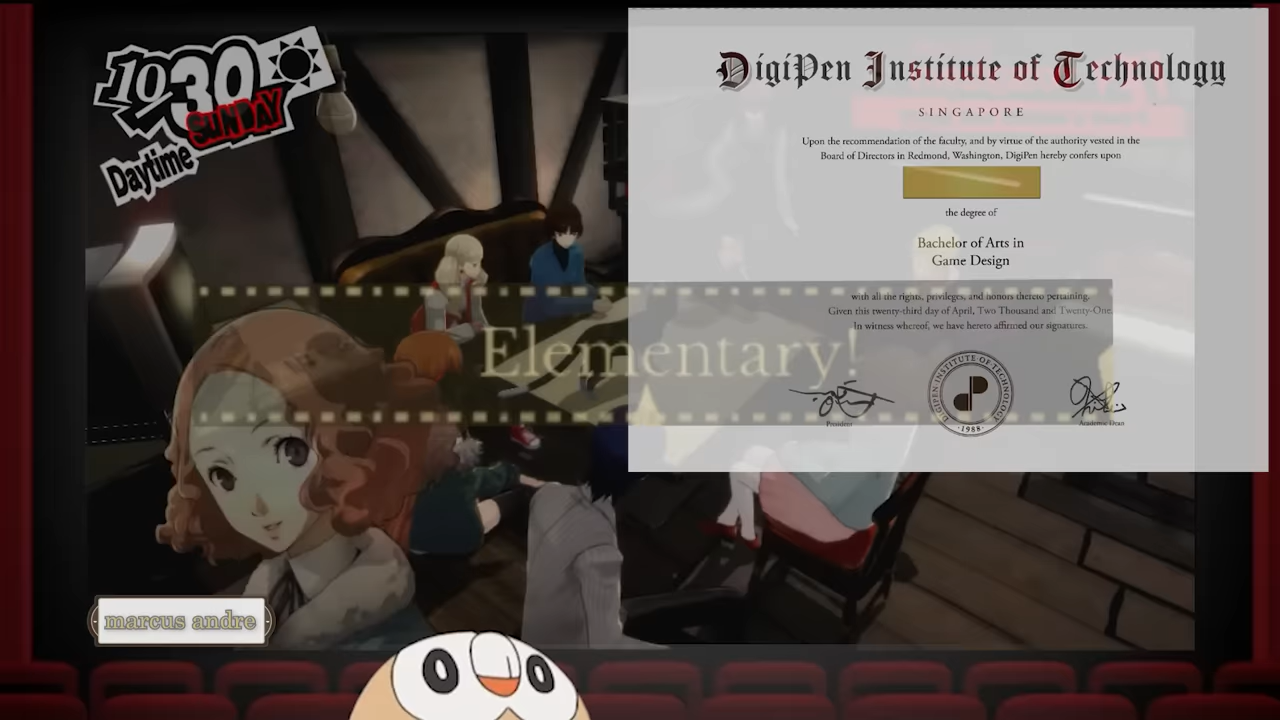 10 30
SUNDAY
Daytime
DigiPen Institute of Technology
SINGAPORE
Upon the recommendation of the faculty, and by virtue of the authority vested in the
Board of Directors in Redmond, Washington, DigiPen hereby confers upon
the degree of
Bachelor of Arts in
Game Design
with all the rights, privileges, and honors thereto pertaining.
Given this twenty-third day of April, Two Thousand and Twenty-One.
In witness whereof, we have hereto affirmed our signatures.
Elementary!
DIGIPEN INSTITUTE OF TECHNOLOGY
·1988·
President
Academic Dean
marcus andre